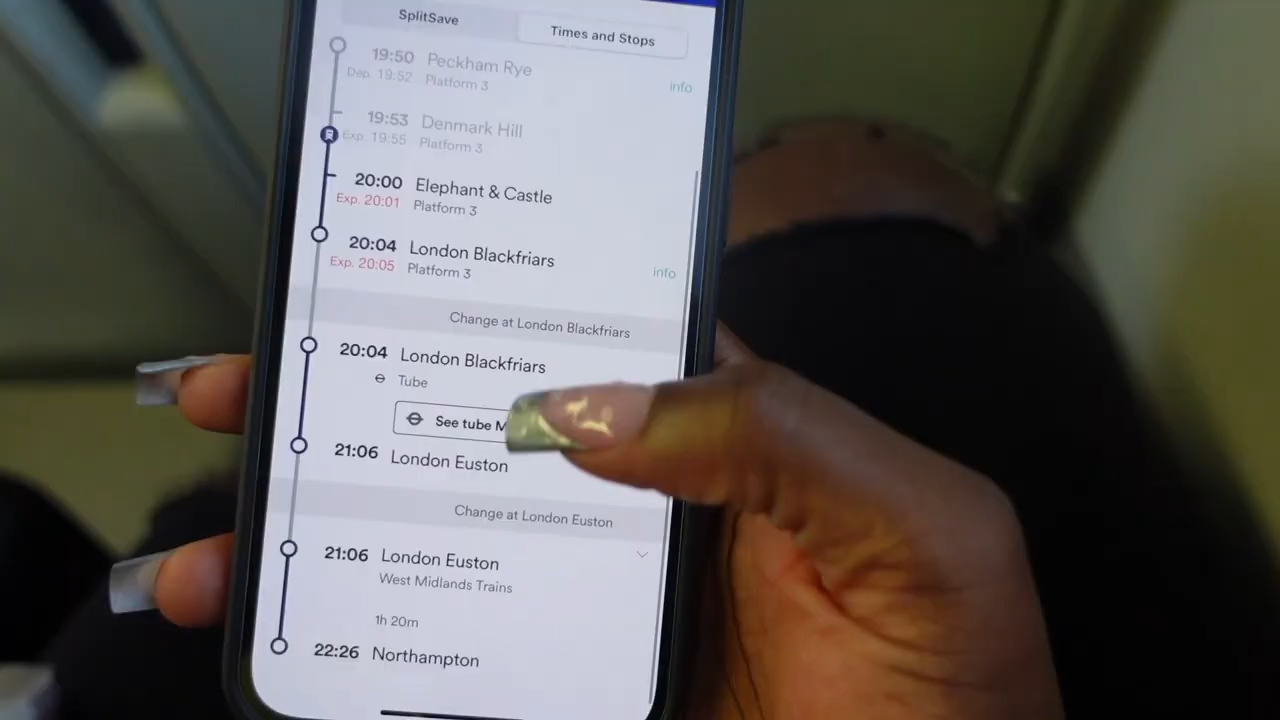 SplitSave
Times and Stops
19:50 Peckham Rye
Dep. 19:52 Platform 3
info
19:53 Denmark Hill
Exp. 19:55 Platform 3
20:00 Elephant & Castle
Exp. 20:01 Platform 3
20:04 London Blackfriars
Exp. 20:05 Platform 3
info
Change at London Blackfriars
20:04 London Blackfriars
Tube
See tube M
21:06 London Euston
Change at London Euston
21:06 London Euston
West Midlands Trains
1h 20m
22:26 Northampton